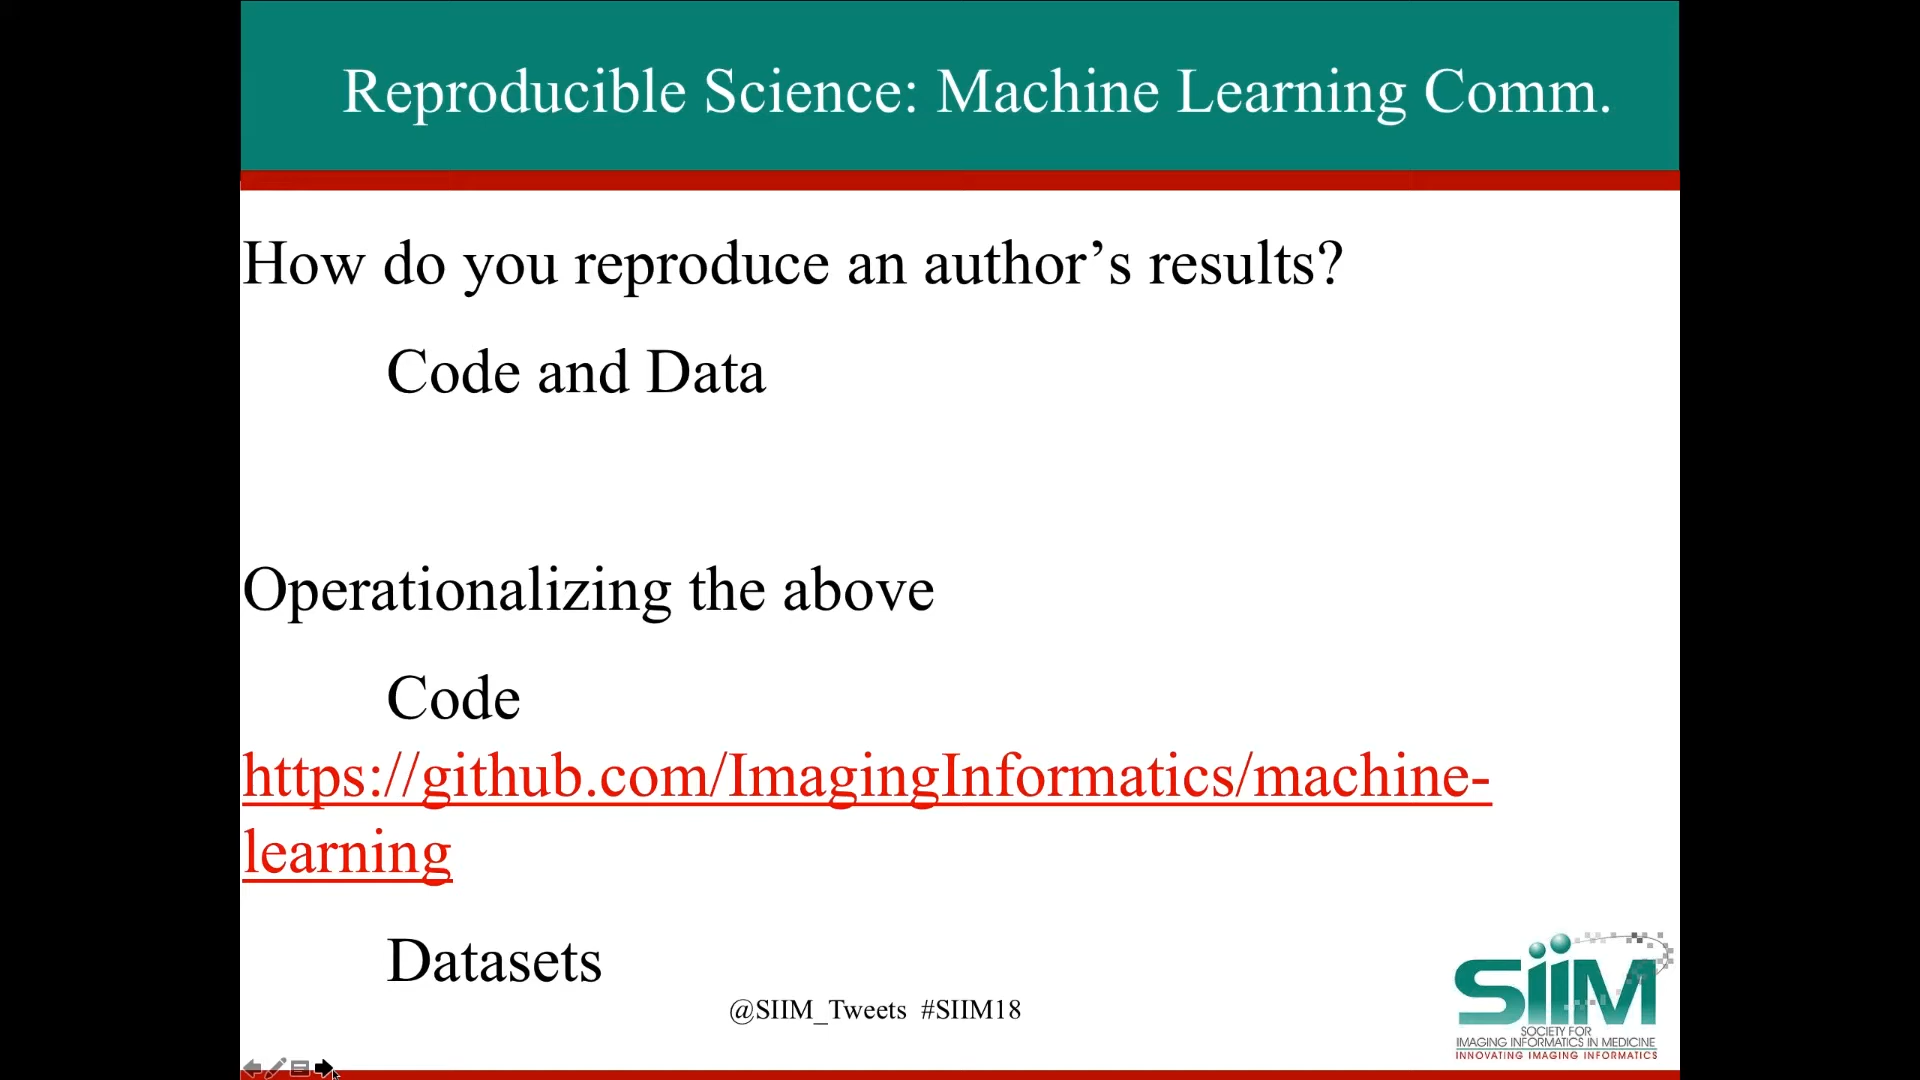 Reproducible Science: Machine Learning Comm.
How do you reproduce an author’s results?
Code and Data
Operationalizing the above
Code
https://github.com/ImagingInformatics/machine-
learning
Datasets
@SIIM_Tweets #SIIM18
SiiM
SOCIETY FOR
IMAGING INFORMATICS IN MEDICINE
INNOVATING IMAGING INFORMATICS